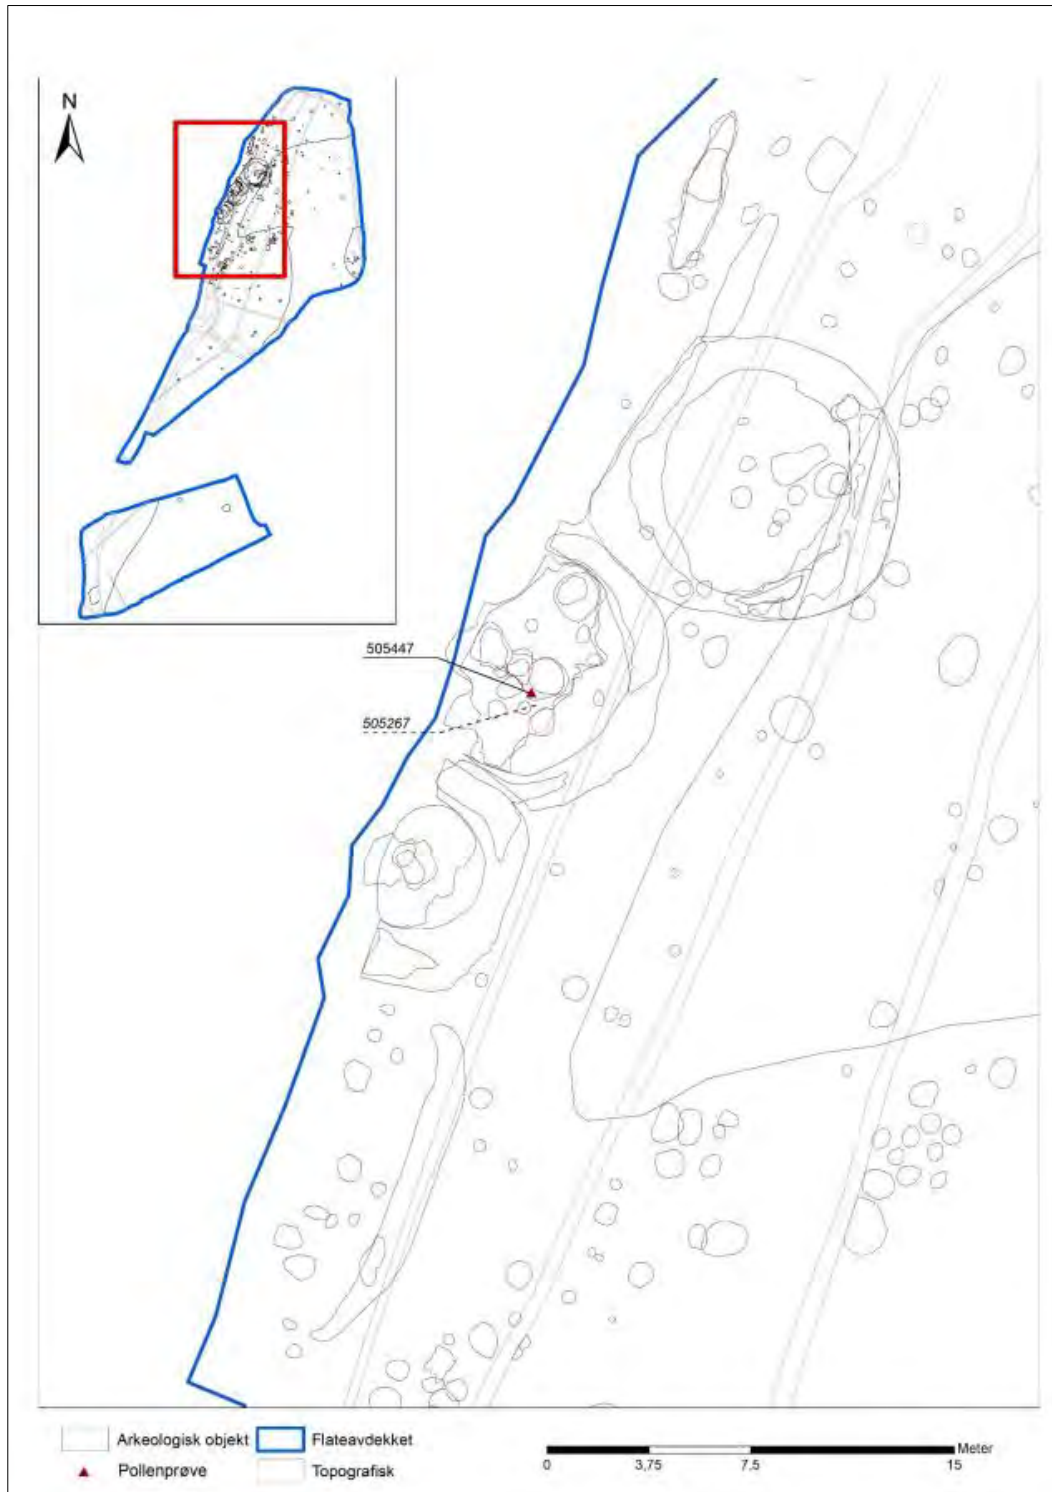 N
505447
505267
Arkeologisk objekt
Flateavdekket
Pollenprøve
Topografisk
Meter
0 3,75 7,5 15